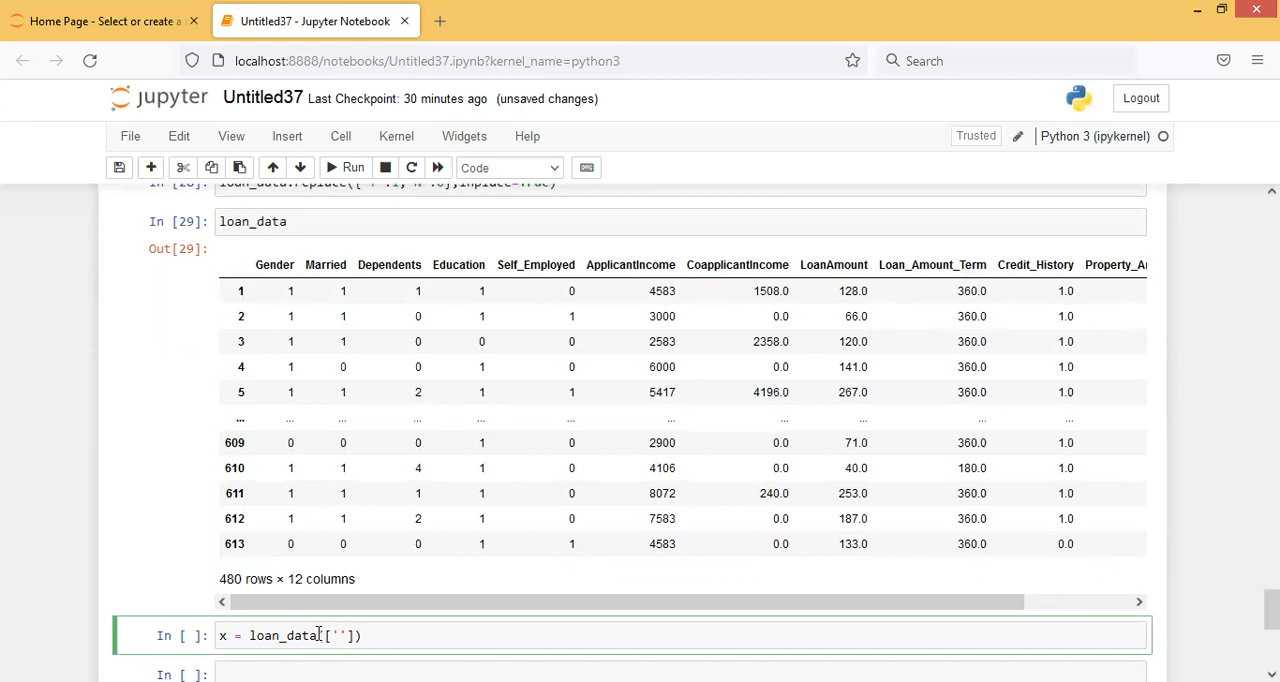 Home Page - Select or create a
Untitled37 - Jupyter Notebook
localhost:8888/notebooks/Untitled37.ipynb?kernel_name=python3
Search
jupyter Untitled37 Last Checkpoint: 30 minutes ago (unsaved changes)
Logout
File Edit View Insert Cell Kernel Widgets Help
Trusted Python 3 (ipykernel)
Run Code
In [29]: loan_data
Out[29]:
Gender Married Dependents Education Self_Employed ApplicantIncome CoapplicantIncome LoanAmount Loan_Amount_Term Credit_History Property_Ar
1 1 1 1 1 0 4583 1508.0 128.0 360.0 1.0
2 1 1 0 1 1 3000 0.0 66.0 360.0 1.0
3 1 1 0 0 0 2583 2358.0 120.0 360.0 1.0
4 1 0 0 1 0 6000 0.0 141.0 360.0 1.0
5 1 1 2 1 1 5417 4196.0 267.0 360.0 1.0
... ... ... ... ... ... ... ... ... ... ...
609 0 0 0 1 0 2900 0.0 71.0 360.0 1.0
610 1 1 4 1 0 4106 0.0 40.0 180.0 1.0
611 1 1 1 1 0 8072 240.0 253.0 360.0 1.0
612 1 1 2 1 0 7583 0.0 187.0 360.0 1.0
613 0 0 0 1 1 4583 0.0 133.0 360.0 0.0
480 rows × 12 columns
In [ ]: x = loan_data[''])
In [ ]: